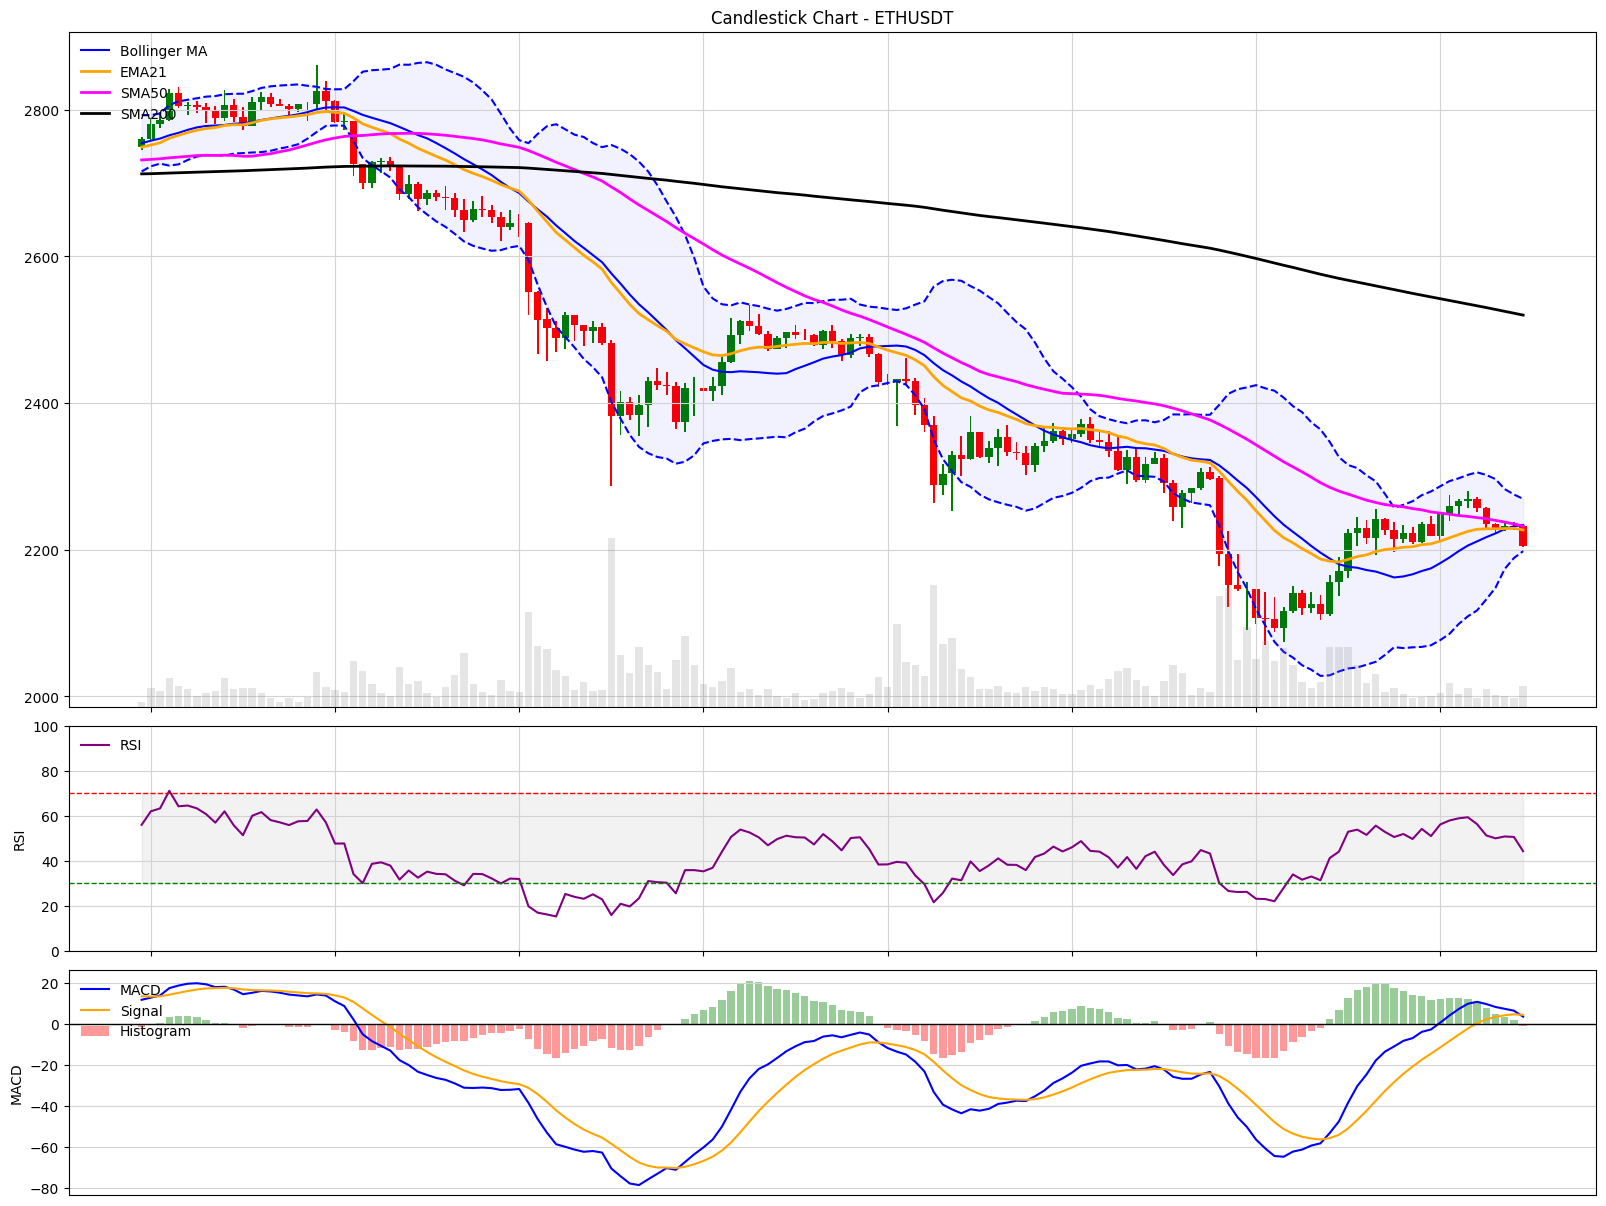 Candlestick Chart - ETHUSDT
Bollinger MA
EMA21
SMA50
SMA200
2800
2600
2400
2200
2000
RSI
100
80
60
40
20
0
RSI
MACD
Signal
Histogram
20
0
−20
−40
−60
−80
MACD